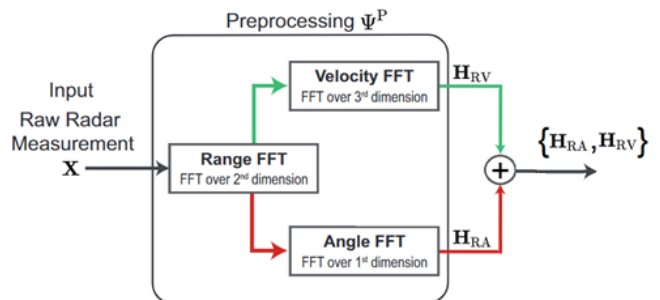 Preprocessing Ψᴾ
Input
Raw Radar
Measurement
X
Range FFT
FFT over 2ⁿᵈ dimension
Velocity FFT
FFT over 3ʳᵈ dimension
H_RV
Angle FFT
FFT over 1ˢᵗ dimension
H_RA
+
{H_RA, H_RV}